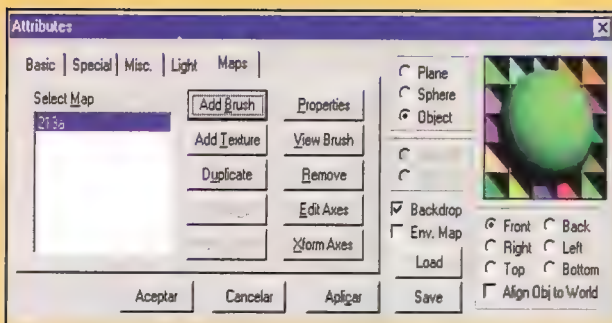 Attributes
Basic Special Misc. Light Maps
Select Map
213a
Add Brush
Properties
Add Texture
View Brush
Duplicate
Remove
Edit Axes
Xform Axes
Plane
Sphere
Object
Backdrop
Env. Map
Load
Save
Front Back
Right Left
Top Bottom
Align Obj to World
Aceptar Cancelar Aplicar